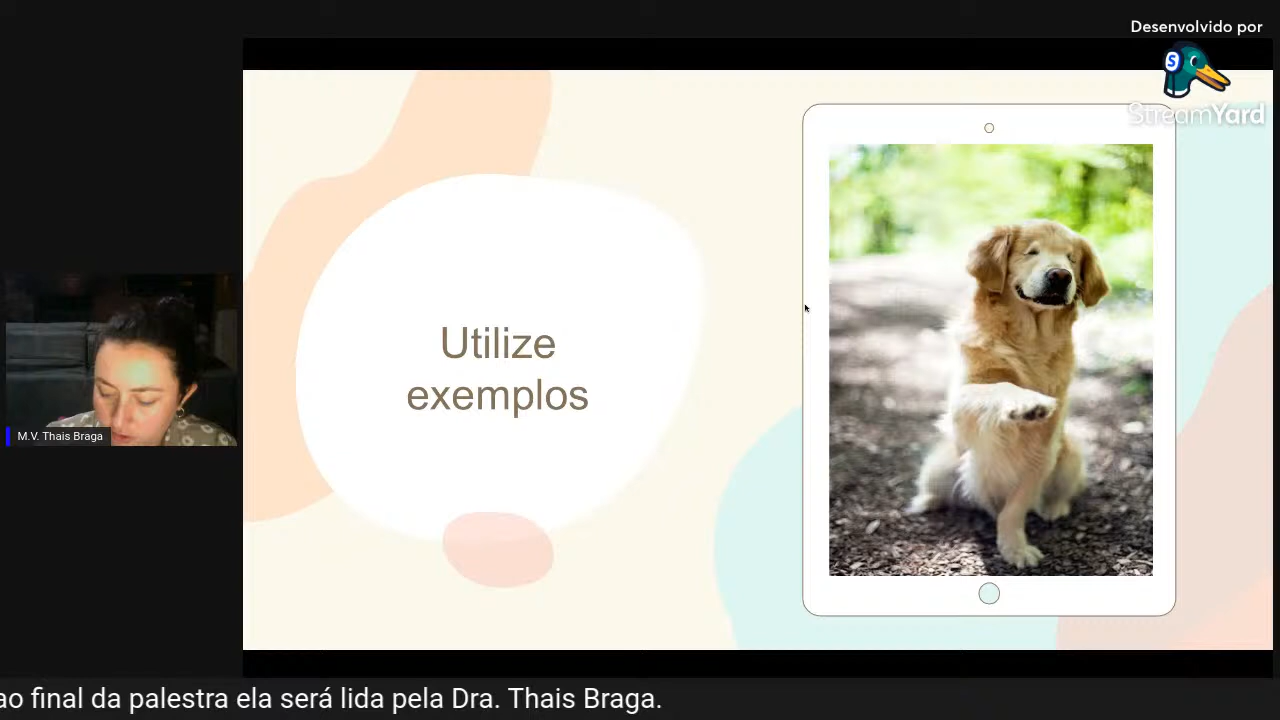 Desenvolvido por
S
StreamYard
Utilize
exemplos
M.V. Thais Braga
ao final da palestra ela será lida pela Dra. Thais Braga.